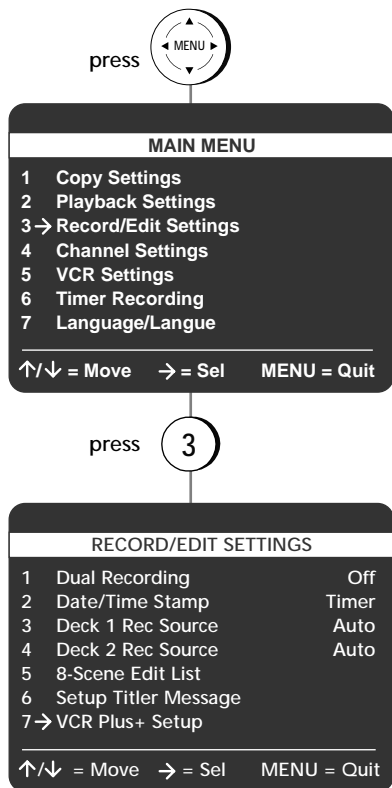 press MENU
MAIN MENU
1 Copy Settings
2 Playback Settings
3→ Record/Edit Settings
4 Channel Settings
5 VCR Settings
6 Timer Recording
7 Language/Langue
↑/↓ = Move → = Sel MENU = Quit
press 3
RECORD/EDIT SETTINGS
1 Dual Recording Off
2 Date/Time Stamp Timer
3 Deck 1 Rec Source Auto
4 Deck 2 Rec Source Auto
5 8-Scene Edit List
6 Setup Titler Message
7→ VCR Plus+ Setup
↑/↓ = Move → = Sel MENU = Quit